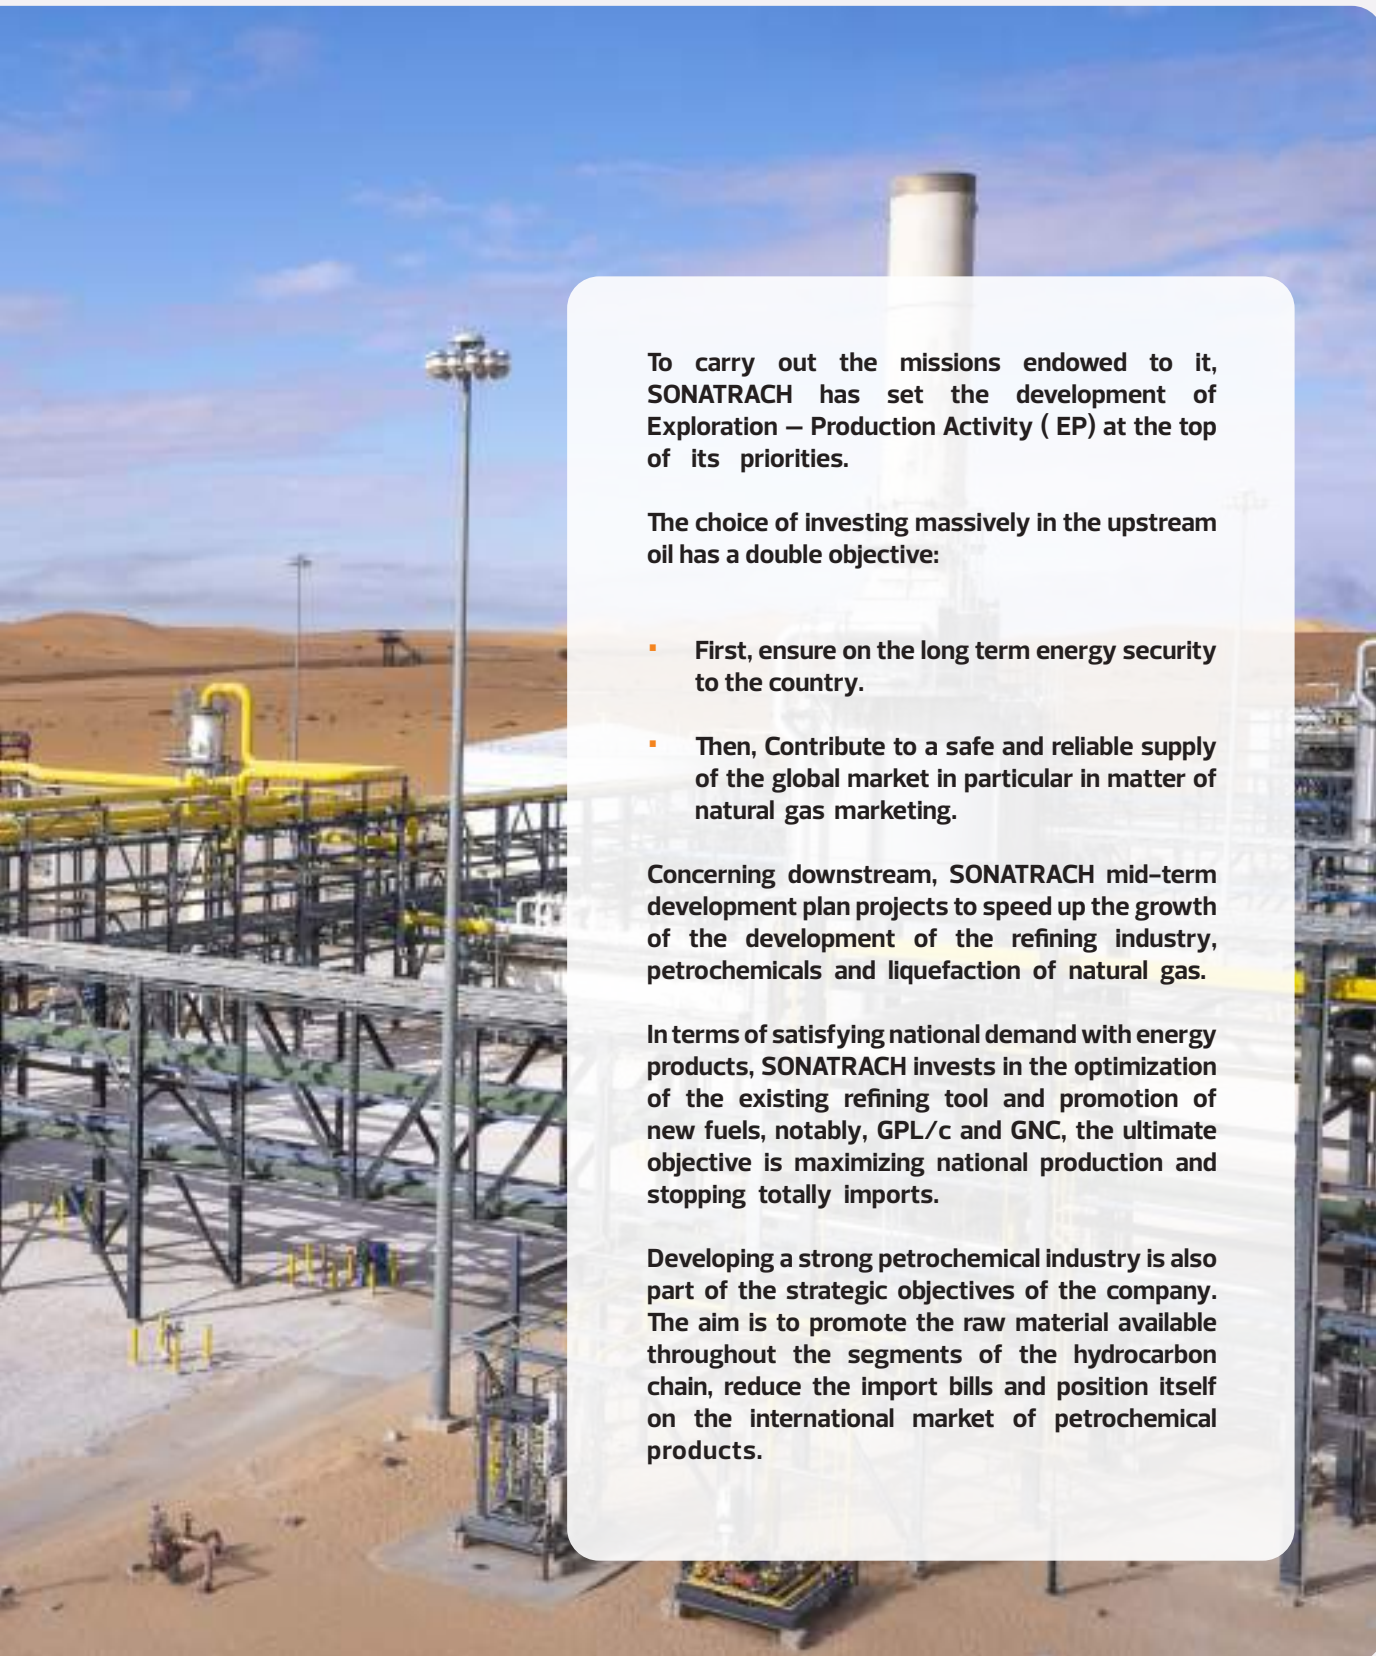 To carry out the missions endowed to it,
SONATRACH has set the development of
Exploration – Production Activity ( EP) at the top
of its priorities.
The choice of investing massively in the upstream
oil has a double objective:
▪ First, ensure on the long term energy security
to the country.
▪ Then, Contribute to a safe and reliable supply
of the global market in particular in matter of
natural gas marketing.
Concerning downstream, SONATRACH mid-term
development plan projects to speed up the growth
of the development of the refining industry,
petrochemicals and liquefaction of natural gas.
In terms of satisfying national demand with energy
products, SONATRACH invests in the optimization
of the existing refining tool and promotion of
new fuels, notably, GPL/c and GNC, the ultimate
objective is maximizing national production and
stopping totally imports.
Developing a strong petrochemical industry is also
part of the strategic objectives of the company.
The aim is to promote the raw material available
throughout the segments of the hydrocarbon
chain, reduce the import bills and position itself
on the international market of petrochemical
products.